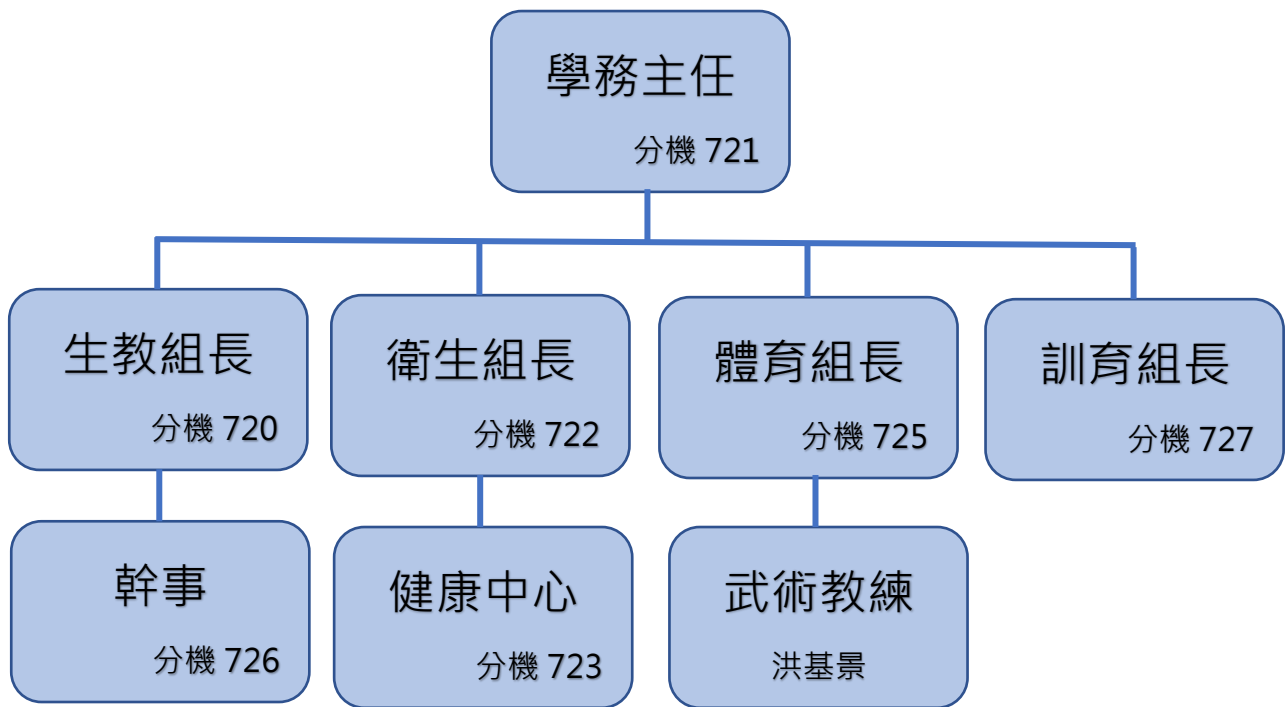 學務主任
分機 721
生教組長
分機 720
衛生組長
分機 722
體育組長
分機 725
訓育組長
分機 727
幹事
分機 726
健康中心
分機 723
武術教練
洪基景